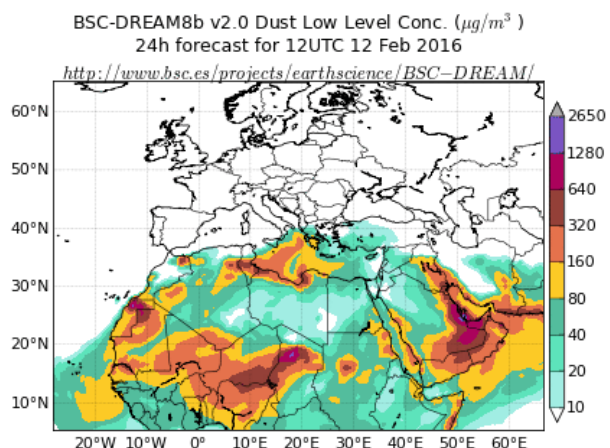 BSC-DREAM8b v2.0 Dust Low Level Conc. (μg/m³ )
24h forecast for 12UTC 12 Feb 2016
http://www.bsc.es/projects/earthscience/BSC−DREAM/
60°N
50°N
40°N
30°N
20°N
10°N
20°W 10°W 0° 10°E 20°E 30°E 40°E 50°E 60°E
2650
1280
640
320
160
80
40
20
10